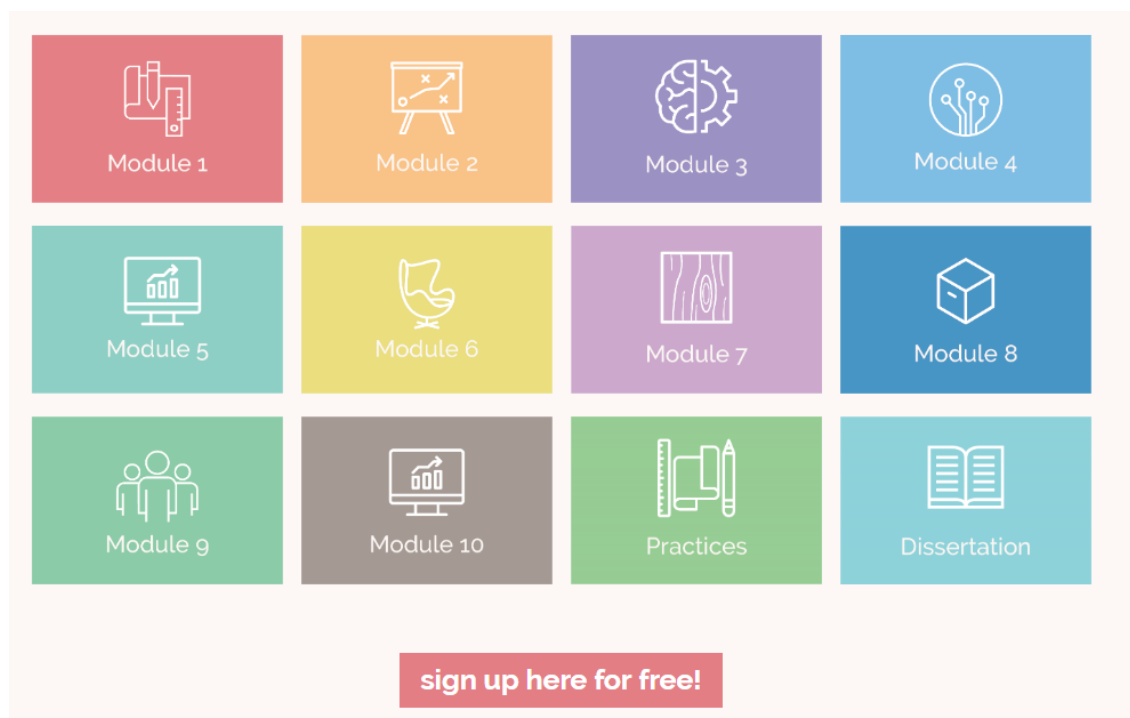 Module 1
Module 2
Module 3
Module 4
Module 5
Module 6
Module 7
Module 8
Module 9
Module 10
Practices
Dissertation
sign up here for free!